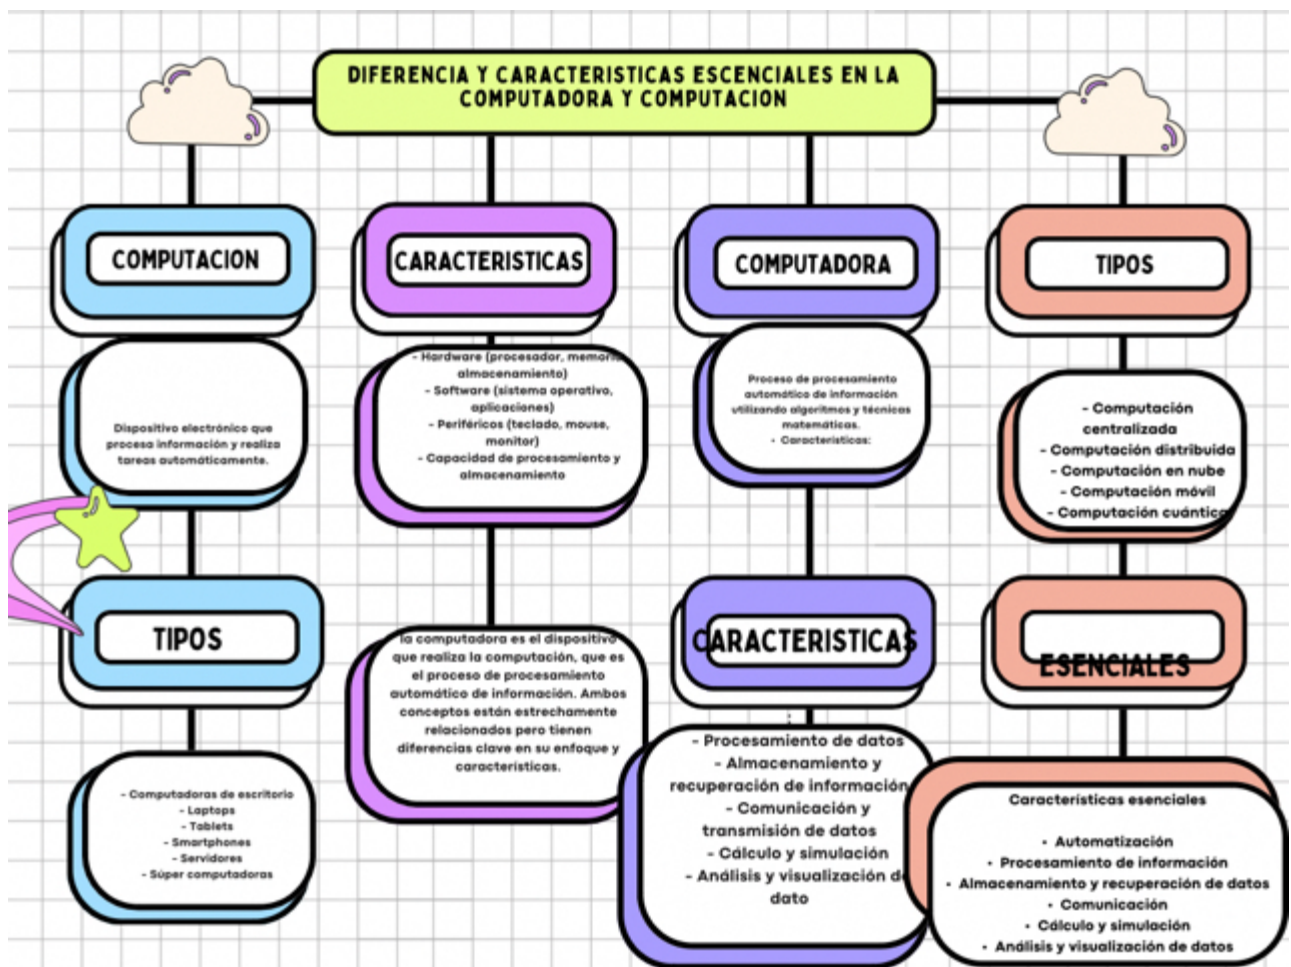 DIFERENCIA Y CARACTERISTICAS ESCENCIALES EN LA
COMPUTADORA Y COMPUTACION
COMPUTACION
Dispositivo electrónico que
procesa información y realiza
tareas automáticamente.
TIPOS
- Computadoras de escritorio
- Laptops
- Tablets
- Smartphones
- Servidores
- Súper computadoras
CARACTERISTICAS
- Hardware (procesador, memoria
almacenamiento)
- Software (sistema operativo,
aplicaciones)
- Periféricos (teclado, mouse,
monitor)
- Capacidad de procesamiento y
almacenamiento
la computadora es el dispositivo
que realiza la computación, que es
el proceso de procesamiento
automático de información. Ambos
conceptos están estrechamente
relacionados pero tienen
diferencias clave en su enfoque y
características.
COMPUTADORA
Proceso de procesamiento
automático de información
utilizando algoritmos y técnicas
matemáticas.
• Características:
CARACTERISTICAS
:
- Procesamiento de datos
- Almacenamiento y
recuperación de información
- Comunicación y
transmisión de datos
- Cálculo y simulación
- Análisis y visualización de
dato
TIPOS
- Computación
centralizada
- Computación distribuida
- Computación en nube
- Computación móvil
- Computación cuántica
ESENCIALES
Características esenciales
• Automatización
• Procesamiento de información
• Almacenamiento y recuperación de datos
• Comunicación
• Cálculo y simulación
• Análisis y visualización de datos